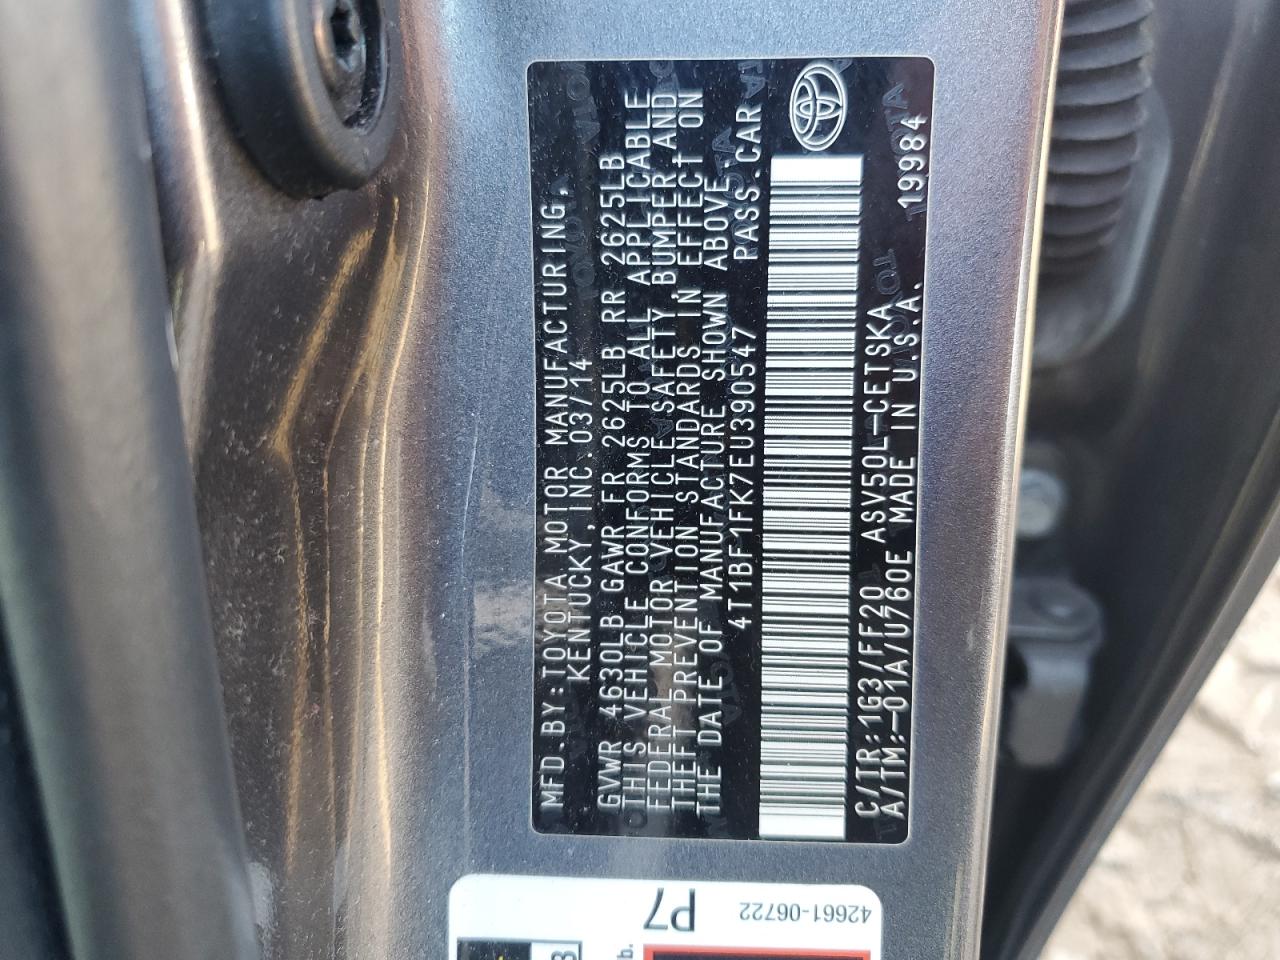 MFD.BY:TOYOTA MOTOR MANUFACTURING,
KENTUCKY,INC.03/14
GVWR 4630LB GAWR FR 2625LB RR 2625LB
THIS VEHICLE CONFORMS TO ALL APPLICABLE
FEDERAL MOTOR VEHICLE SAFETY, BUMPER AND
THEFT PREVENTION STANDARDS IN EFFECT ON
THE DATE OF MANUFACTURE SHOWN ABOVE.
4T1BF1FK7EU390547 PASS.CAR
C/TR:1G3/FF20 ASV50L-CETSKA
A/TM:-01A/U760E MADE IN U.S.A. 19984
42661-06722
P7